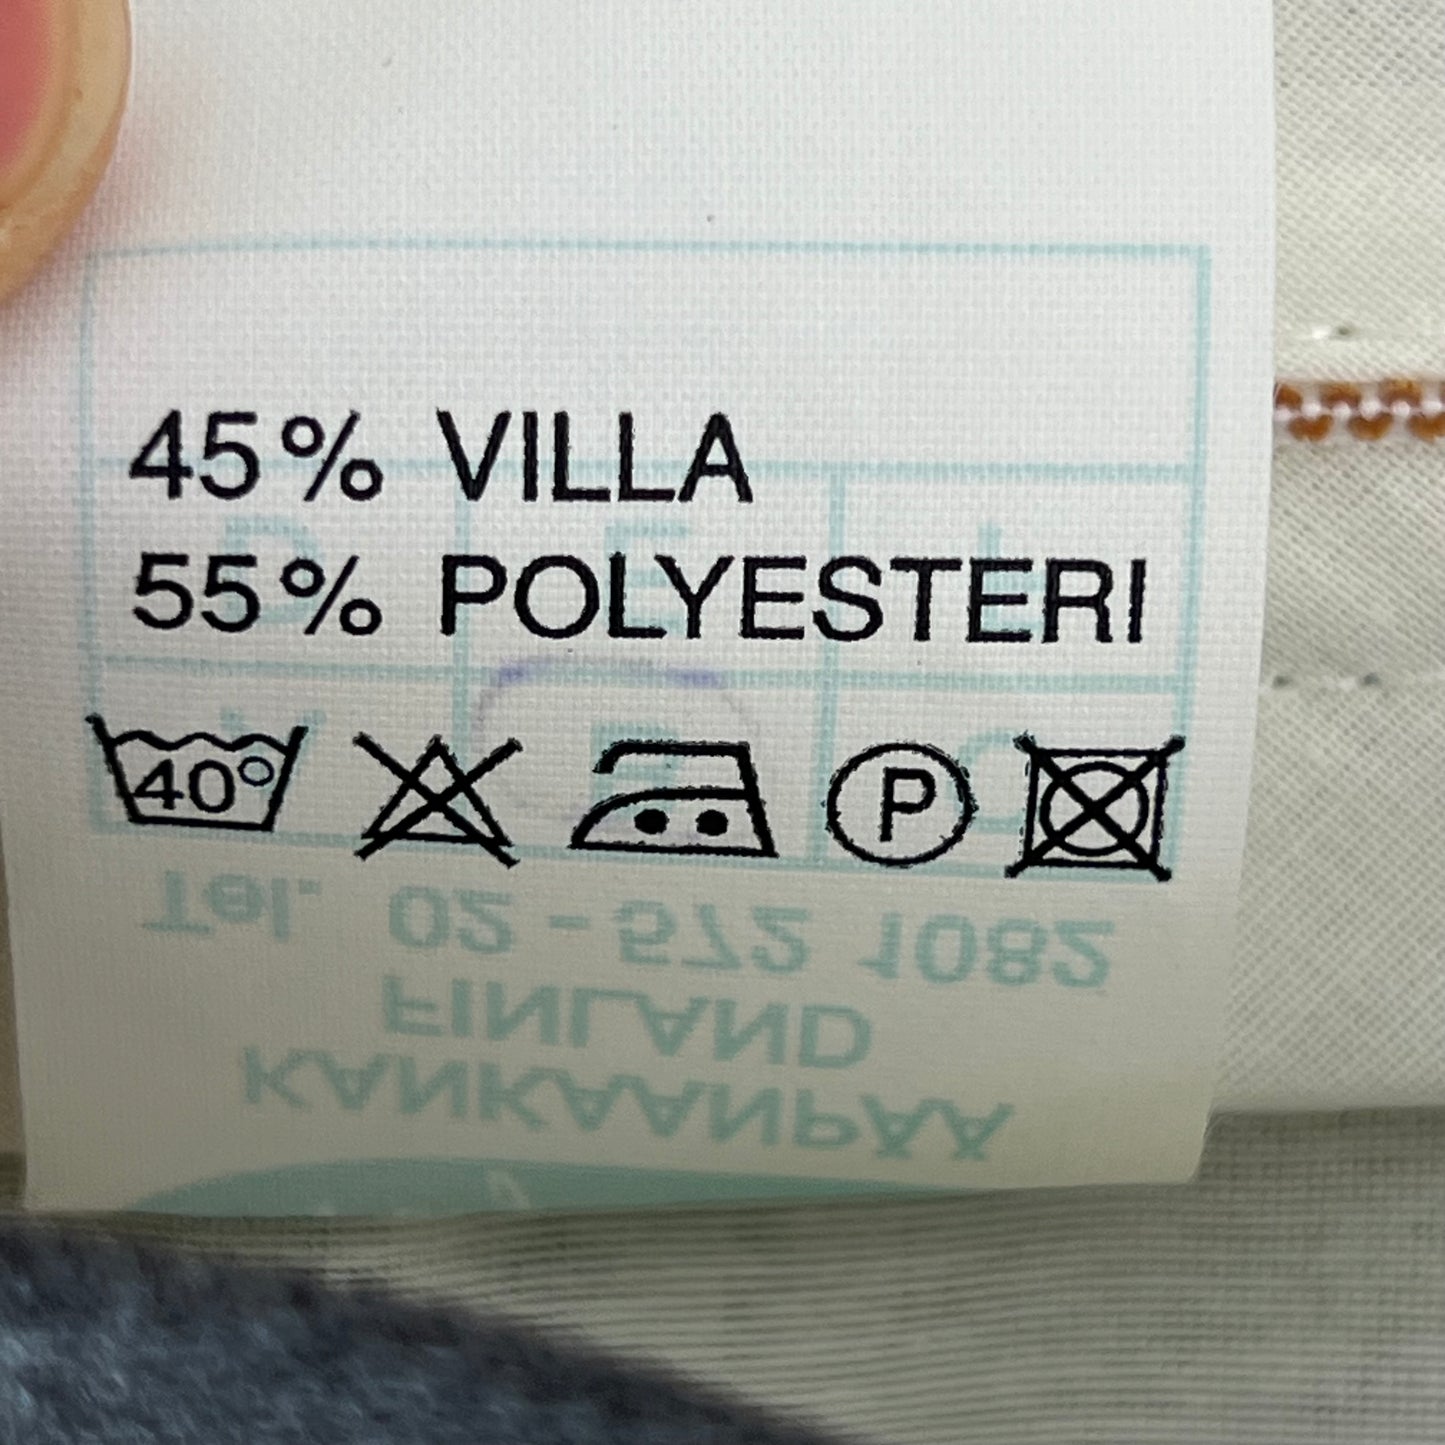 45% VILLA
55% POLYESTERI
40°
P
Tel. 02-572 1082
FINLAND
KANKAANPÄÄ